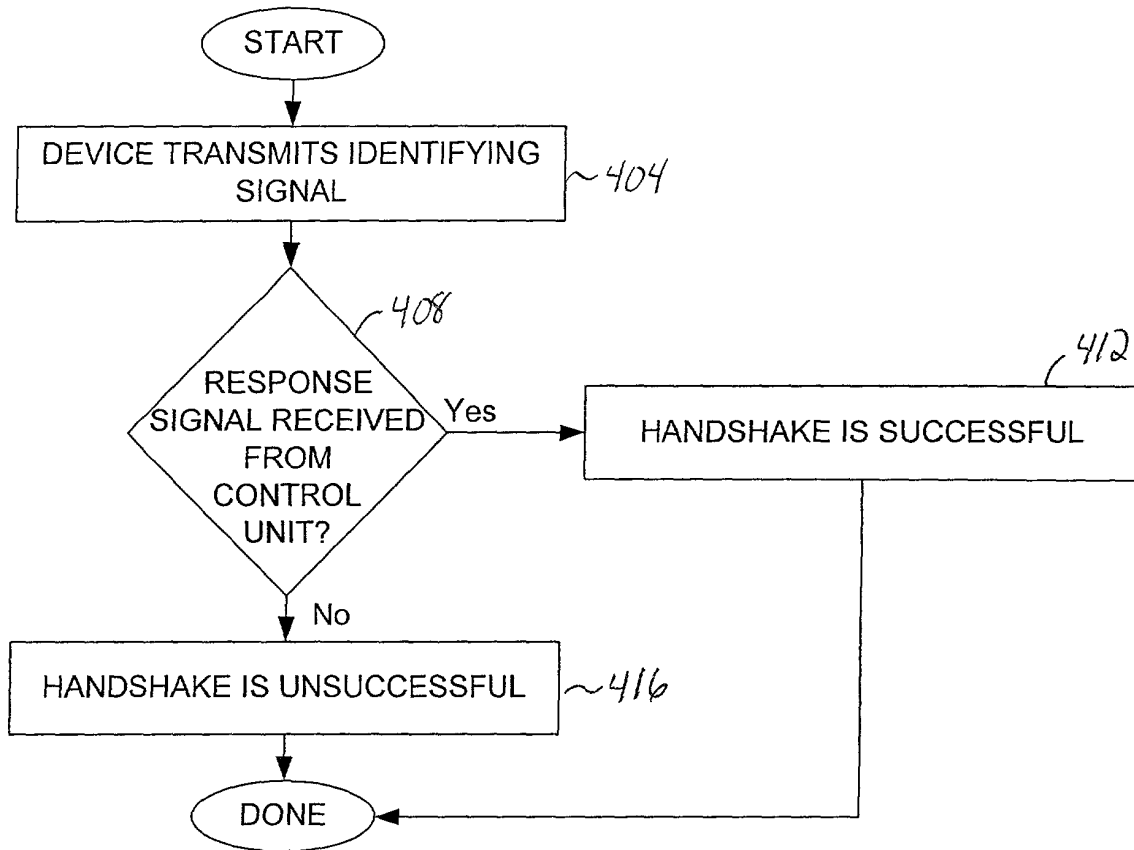 START
DEVICE TRANSMITS IDENTIFYING
SIGNAL
404
408
RESPONSE
SIGNAL RECEIVED
FROM
CONTROL
UNIT?
Yes
412
HANDSHAKE IS SUCCESSFUL
No
HANDSHAKE IS UNSUCCESSFUL
416
DONE